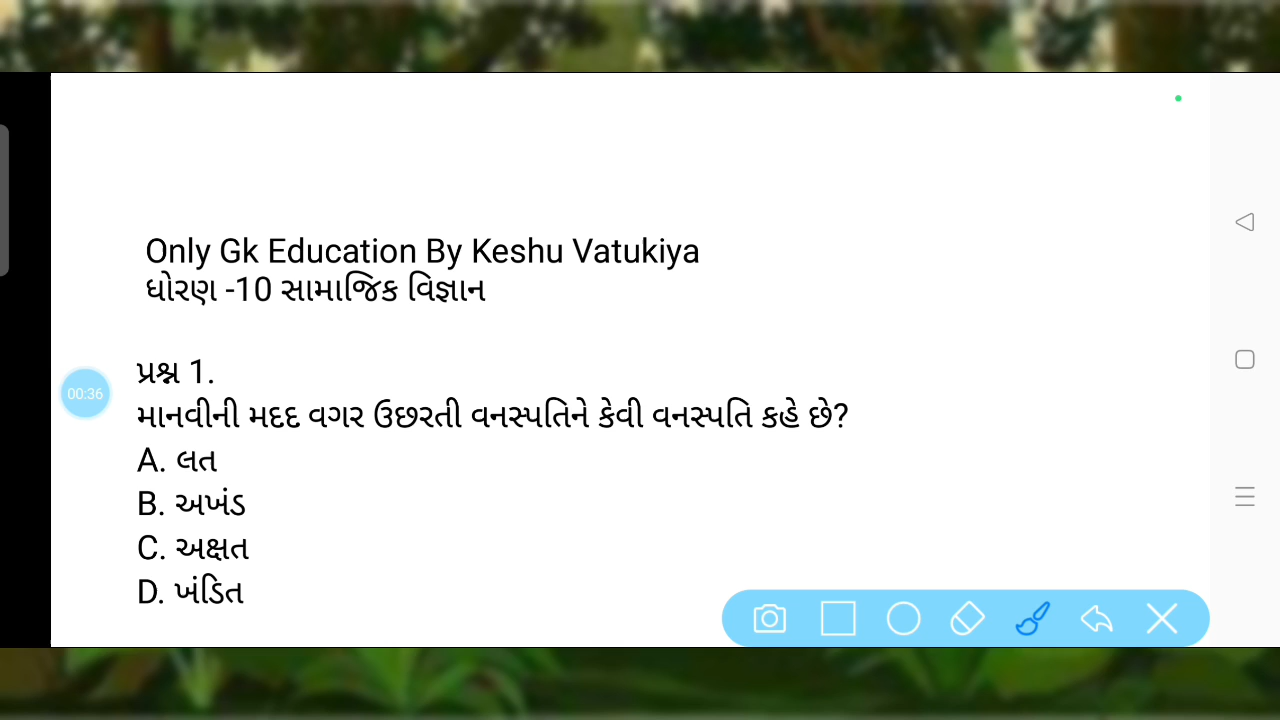 Only Gk Education By Keshu Vatukiya
ધોરણ -10 સામાજિક વિજ્ઞાન
પ્રશ્ન 1.
00:36
માનવીની મદદ વગર ઉછરતી વનસ્પતિને કેવી વનસ્પતિ કહે છે?
A. લત
B. અખંડ
C. અક્ષત
D. ખંડિત